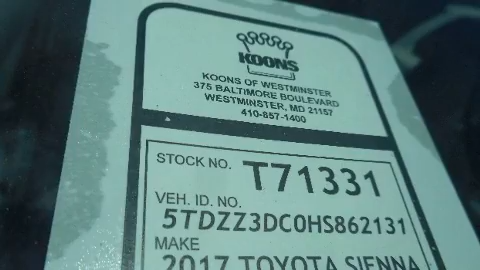 KOONS
KOONS OF WESTMINSTER
375 BALTIMORE BOULEVARD
WESTMINSTER, MD 21157
410-857-1400
STOCK NO. T71331
VEH. ID. NO.
5TDZZ3DC0HS862131
MAKE
2017 TOYOTA SIENNA